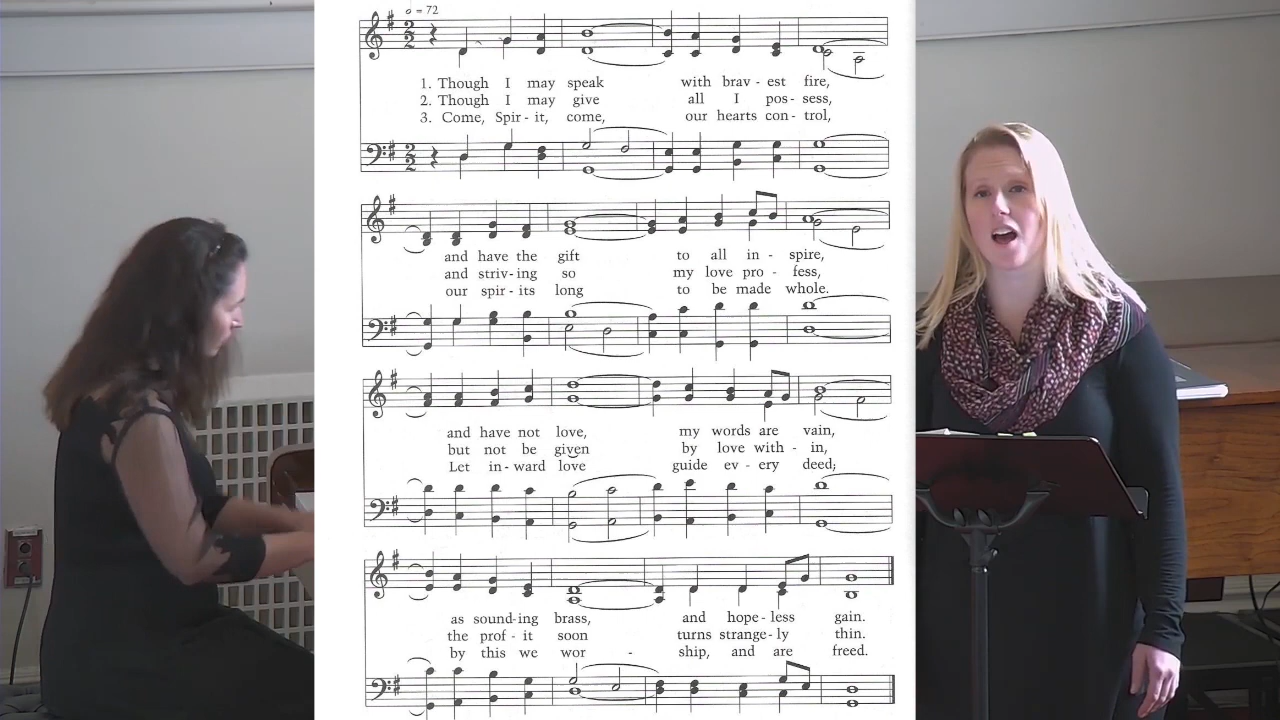 = 72
2 2
1. Though I may speak with brav - est fire,
2. Though I may give all I pos - sess,
3. Come, Spir - it, come, our hearts con - trol,
2 2
and have the gift to all in - spire,
and striv - ing so my love pro - fess,
our spir - its long to be made whole.
and have not love, my words are vain,
but not be given by love with - in,
Let in - ward love guide ev - ery deed;
as sound - ing brass, and hope - less gain.
the prof - it soon turns strange - ly thin.
by this we wor - ship, and are freed.